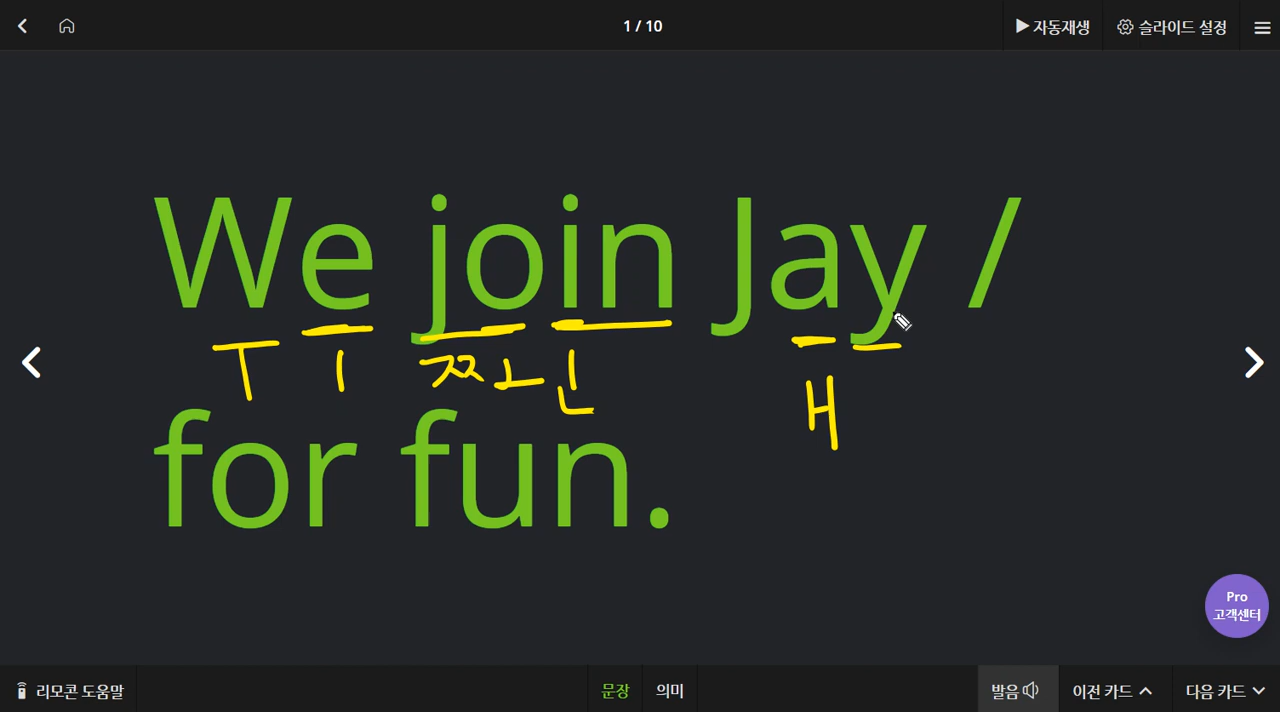 1 / 10
자동재생
슬라이드 설정
We join Jay /
ㅜ ㅣ ㅉㅗㅣㄴ ㅐ
for fun.
Pro
고객센터
리모콘 도움말
문장
의미
발음
이전 카드
다음 카드